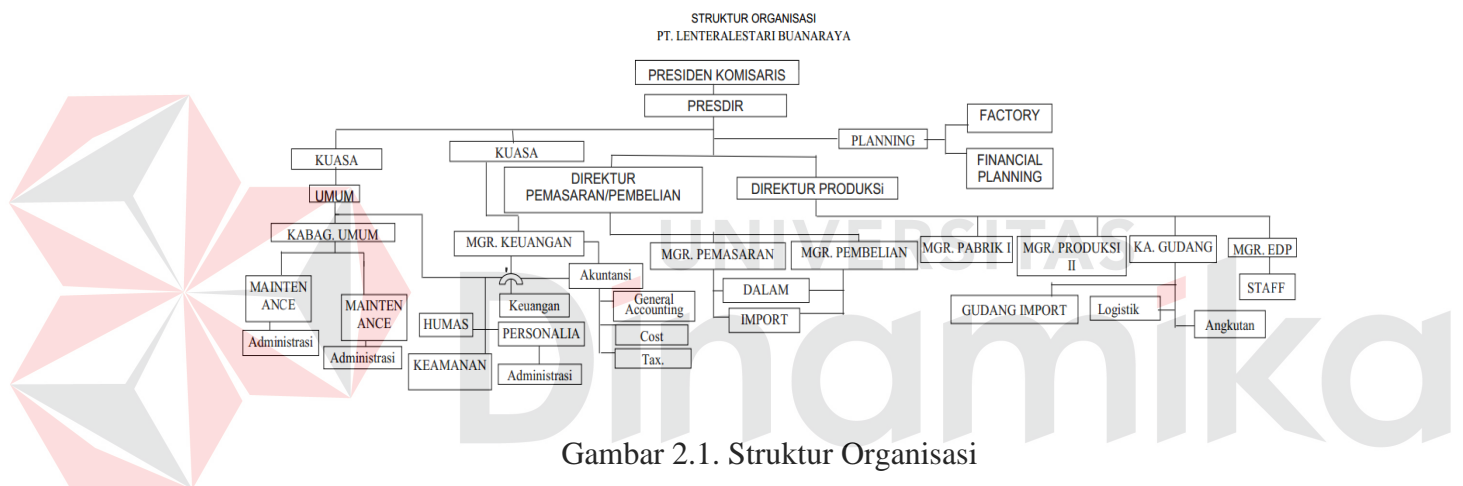 STRUKTUR ORGANISASI
PT. LENTERALESTARI BUANARAYA
PRESIDEN KOMISARIS
PRESDIR
FACTORY
PLANNING
FINANCIAL
PLANNING
KUASA
KUASA
DIREKTUR
PEMASARAN/PEMBELIAN
DIREKTUR PRODUKSi
UMUM
KABAG. UMUM
MGR. KEUANGAN
MGR. PEMASARAN
MGR. PEMBELIAN
MGR. PABRIK I
MGR. PRODUKSI
II
KA. GUDANG
MGR. EDP
Akuntansi
MAINTEN
ANCE
MAINTEN
ANCE
Keuangan
General
Accounting
DALAM
IMPORT
GUDANG IMPORT
Logistik
STAFF
Angkutan
HUMAS
PERSONALIA
Cost
Administrasi
Administrasi
KEAMANAN
Tax.
Administrasi
UNIVERSITAS
Dinamika
Gambar 2.1. Struktur Organisasi